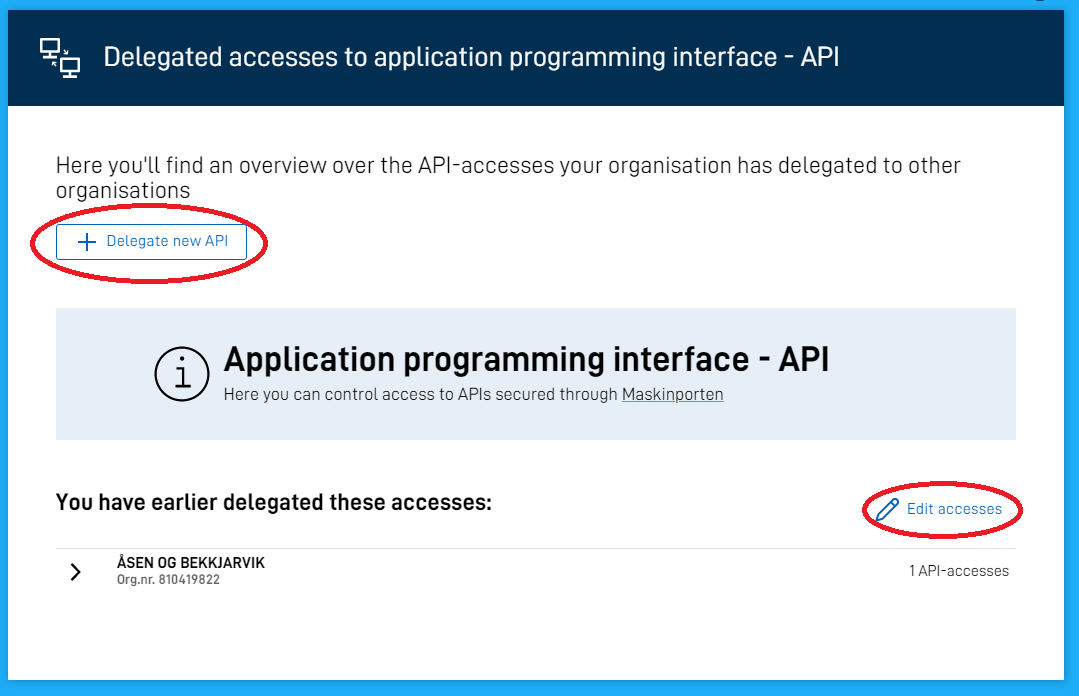 Delegated accesses to application programming interface - API
Here you'll find an overview over the API-accesses your organisation has delegated to other
organisations
Delegate new API
Application programming interface - API
Here you can control access to APIs secured through Maskinporten
You have earlier delegated these accesses:
Edit accesses
ÅSEN OG BEKKJARVIK
Org.nr. 810419822
1 API-accesses